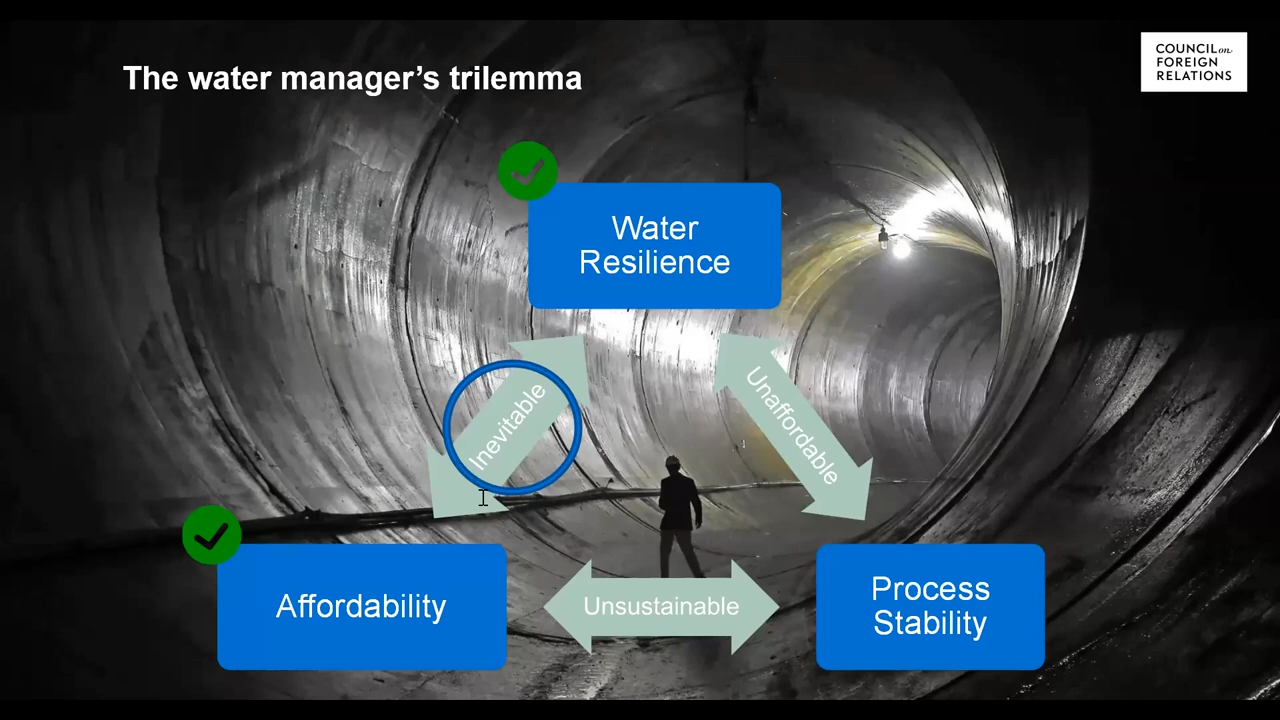 The water manager's trilemma
COUNCIL on
FOREIGN
RELATIONS
Water
Resilience
Inevitable
Unaffordable
Affordability
Unsustainable
Process
Stability